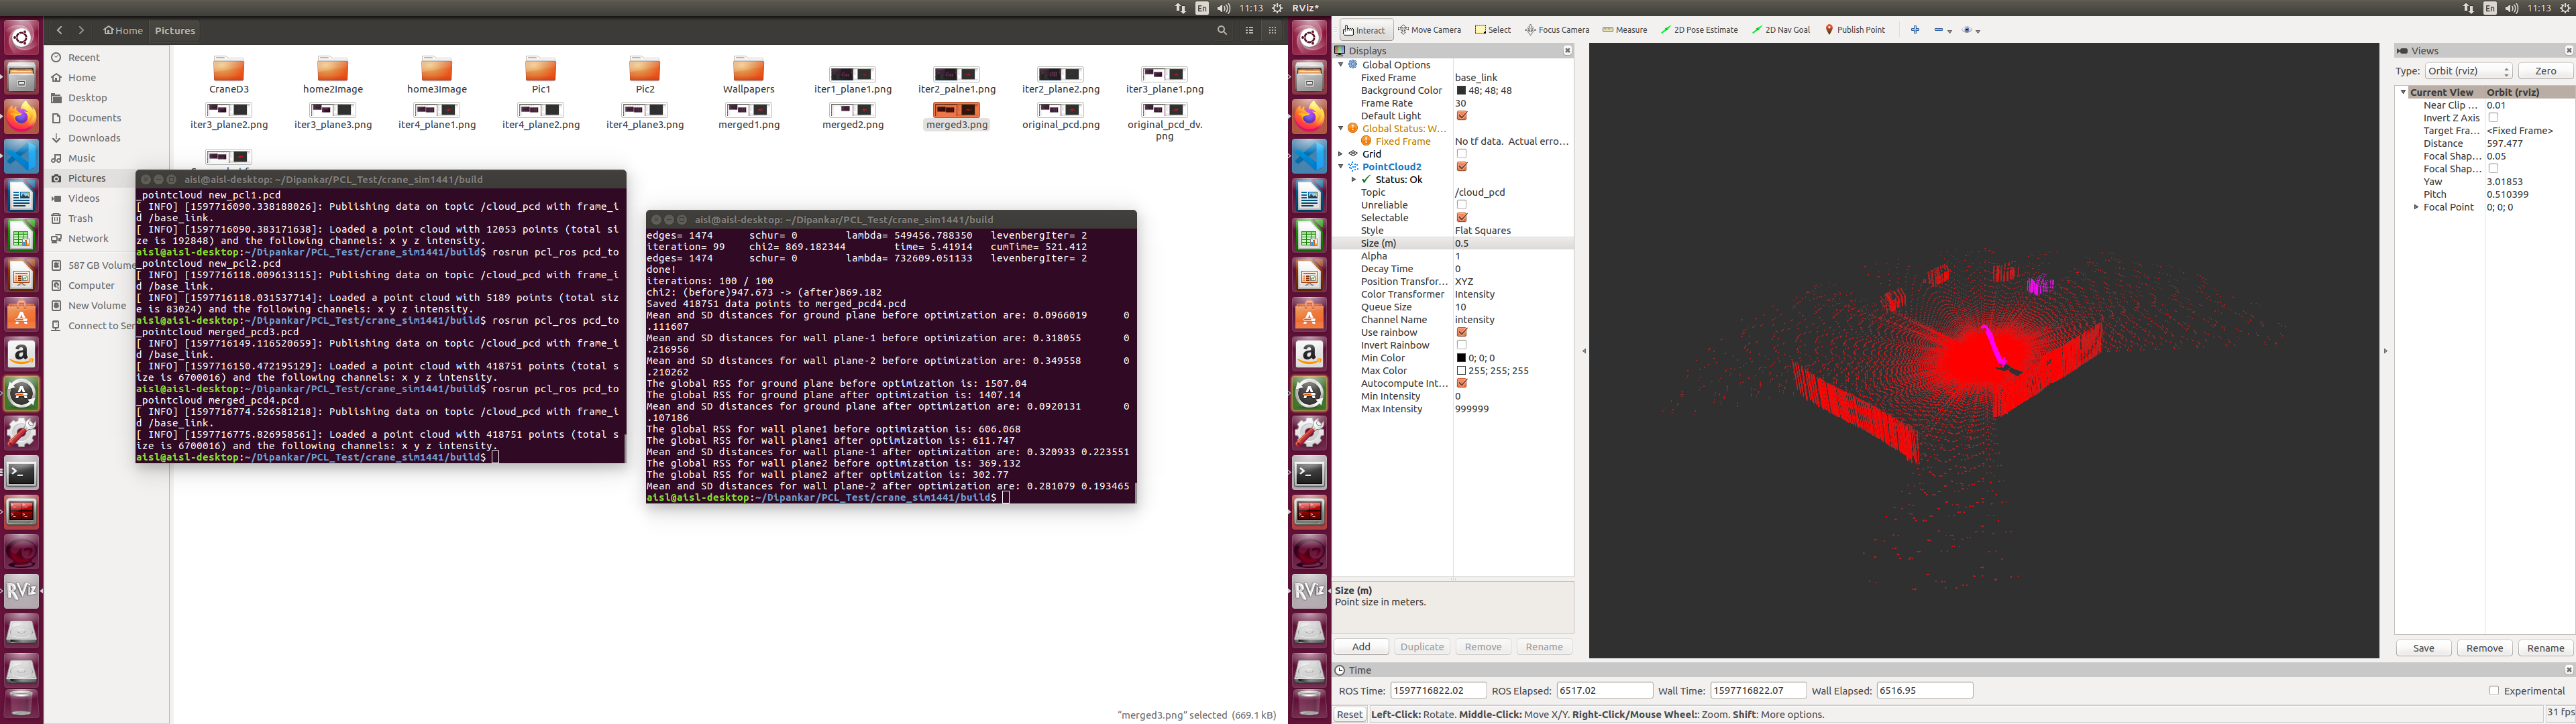 En
11:13
RViz*
En
11:13
Home
Pictures
Recent
Home
Desktop
Documents
Downloads
Music
Pictures
Videos
Trash
Network
587 GB Volume
Computer
New Volume
Connect to Ser
CraneD3
home2Image
home3Image
Pic1
Pic2
Wallpapers
iter1_plane1.png
iter2_palne1.png
iter2_plane2.png
iter3_plane1.png
iter3_plane2.png
iter3_plane3.png
iter4_plane1.png
iter4_plane2.png
iter4_plane3.png
merged1.png
merged2.png
merged3.png
original_pcd.png
original_pcd_dv.
png
aisl@aisl-desktop: ~/Dipankar/PCL_Test/crane_sim1441/build
_pointcloud new_pcl1.pcd
[ INFO] [1597716090.338188026]: Publishing data on topic /cloud_pcd with frame_i
d /base_link.
[ INFO] [1597716090.383171638]: Loaded a point cloud with 12053 points (total si
ze is 192848) and the following channels: x y z intensity.
aisl@aisl-desktop:~/Dipankar/PCL_Test/crane_sim1441/build$ rosrun pcl_ros pcd_to
_pointcloud new_pcl2.pcd
[ INFO] [1597716118.009613115]: Publishing data on topic /cloud_pcd with frame_i
d /base_link.
[ INFO] [1597716118.031537714]: Loaded a point cloud with 5189 points (total siz
e is 83024) and the following channels: x y z intensity.
aisl@aisl-desktop:~/Dipankar/PCL_Test/crane_sim1441/build$ rosrun pcl_ros pcd_to
_pointcloud merged_pcd3.pcd
[ INFO] [1597716149.116520659]: Publishing data on topic /cloud_pcd with frame_i
d /base_link.
[ INFO] [1597716150.472195129]: Loaded a point cloud with 418751 points (total s
ize is 6700016) and the following channels: x y z intensity.
aisl@aisl-desktop:~/Dipankar/PCL_Test/crane_sim1441/build$ rosrun pcl_ros pcd_to
_pointcloud merged_pcd4.pcd
[ INFO] [1597716774.526581218]: Publishing data on topic /cloud_pcd with frame_i
d /base_link.
[ INFO] [1597716775.826958561]: Loaded a point cloud with 418751 points (total s
ize is 6700016) and the following channels: x y z intensity.
aisl@aisl-desktop:~/Dipankar/PCL_Test/crane_sim1441/build$
aisl@aisl-desktop: ~/Dipankar/PCL_Test/crane_sim1441/build
edges= 1474 schur= 0 lambda= 549456.788350 levenbergIter= 2
iteration= 99 chi2= 869.182344 time= 5.41914 cumTime= 521.412
edges= 1474 schur= 0 lambda= 732609.051133 levenbergIter= 2
done!
iterations: 100 / 100
chi2: (before)947.673 -> (after)869.182
Saved 418751 data points to merged_pcd4.pcd
Mean and SD distances for ground plane before optimization are: 0.0966019 0
.111607
Mean and SD distances for wall plane-1 before optimization are: 0.318055 0
.216956
Mean and SD distances for wall plane-2 before optimization are: 0.349558 0
.210262
The global RSS for ground plane before optimization is: 1507.04
The global RSS for ground plane after optimization is: 1407.14
Mean and SD distances for ground plane after optimization are: 0.0920131 0
.107186
The global RSS for wall plane1 before optimization is: 606.068
The global RSS for wall plane1 after optimization is: 611.747
Mean and SD distances for wall plane-1 after optimization are: 0.320933 0.223551
The global RSS for wall plane2 before optimization is: 369.132
The global RSS for wall plane2 after optimization is: 302.77
Mean and SD distances for wall plane-2 after optimization are: 0.281079 0.193465
aisl@aisl-desktop:~/Dipankar/PCL_Test/crane_sim1441/build$
"merged3.png" selected (669.1 kB)
Interact
Move Camera
Select
Focus Camera
Measure
2D Pose Estimate
2D Nav Goal
Publish Point
Displays
Global Options
Fixed Frame base_link
Background Color 48; 48; 48
Frame Rate 30
Default Light
Global Status: W...
Fixed Frame No tf data. Actual erro...
Grid
PointCloud2
Status: Ok
Topic /cloud_pcd
Unreliable
Selectable
Style Flat Squares
Size (m) 0.5
Alpha 1
Decay Time 0
Position Transfor... XYZ
Color Transformer Intensity
Queue Size 10
Channel Name intensity
Use rainbow
Invert Rainbow
Min Color 0; 0; 0
Max Color 255; 255; 255
Autocompute Int...
Min Intensity 0
Max Intensity 999999
Size (m)
Point size in meters.
Add
Duplicate
Remove
Rename
Views
Type: Orbit (rviz)
Zero
Current View Orbit (rviz)
Near Clip ... 0.01
Invert Z Axis
Target Fra... <Fixed Frame>
Distance 597.477
Focal Shap... 0.05
Focal Shap...
Yaw 3.01853
Pitch 0.510399
Focal Point 0; 0; 0
Save
Remove
Rename
Time
ROS Time: 1597716822.02
ROS Elapsed: 6517.02
Wall Time: 1597716822.07
Wall Elapsed: 6516.95
Experimental
Reset
Left-Click: Rotate. Middle-Click: Move X/Y. Right-Click/Mouse Wheel:: Zoom. Shift: More options.
31 fps
RViz
RViz